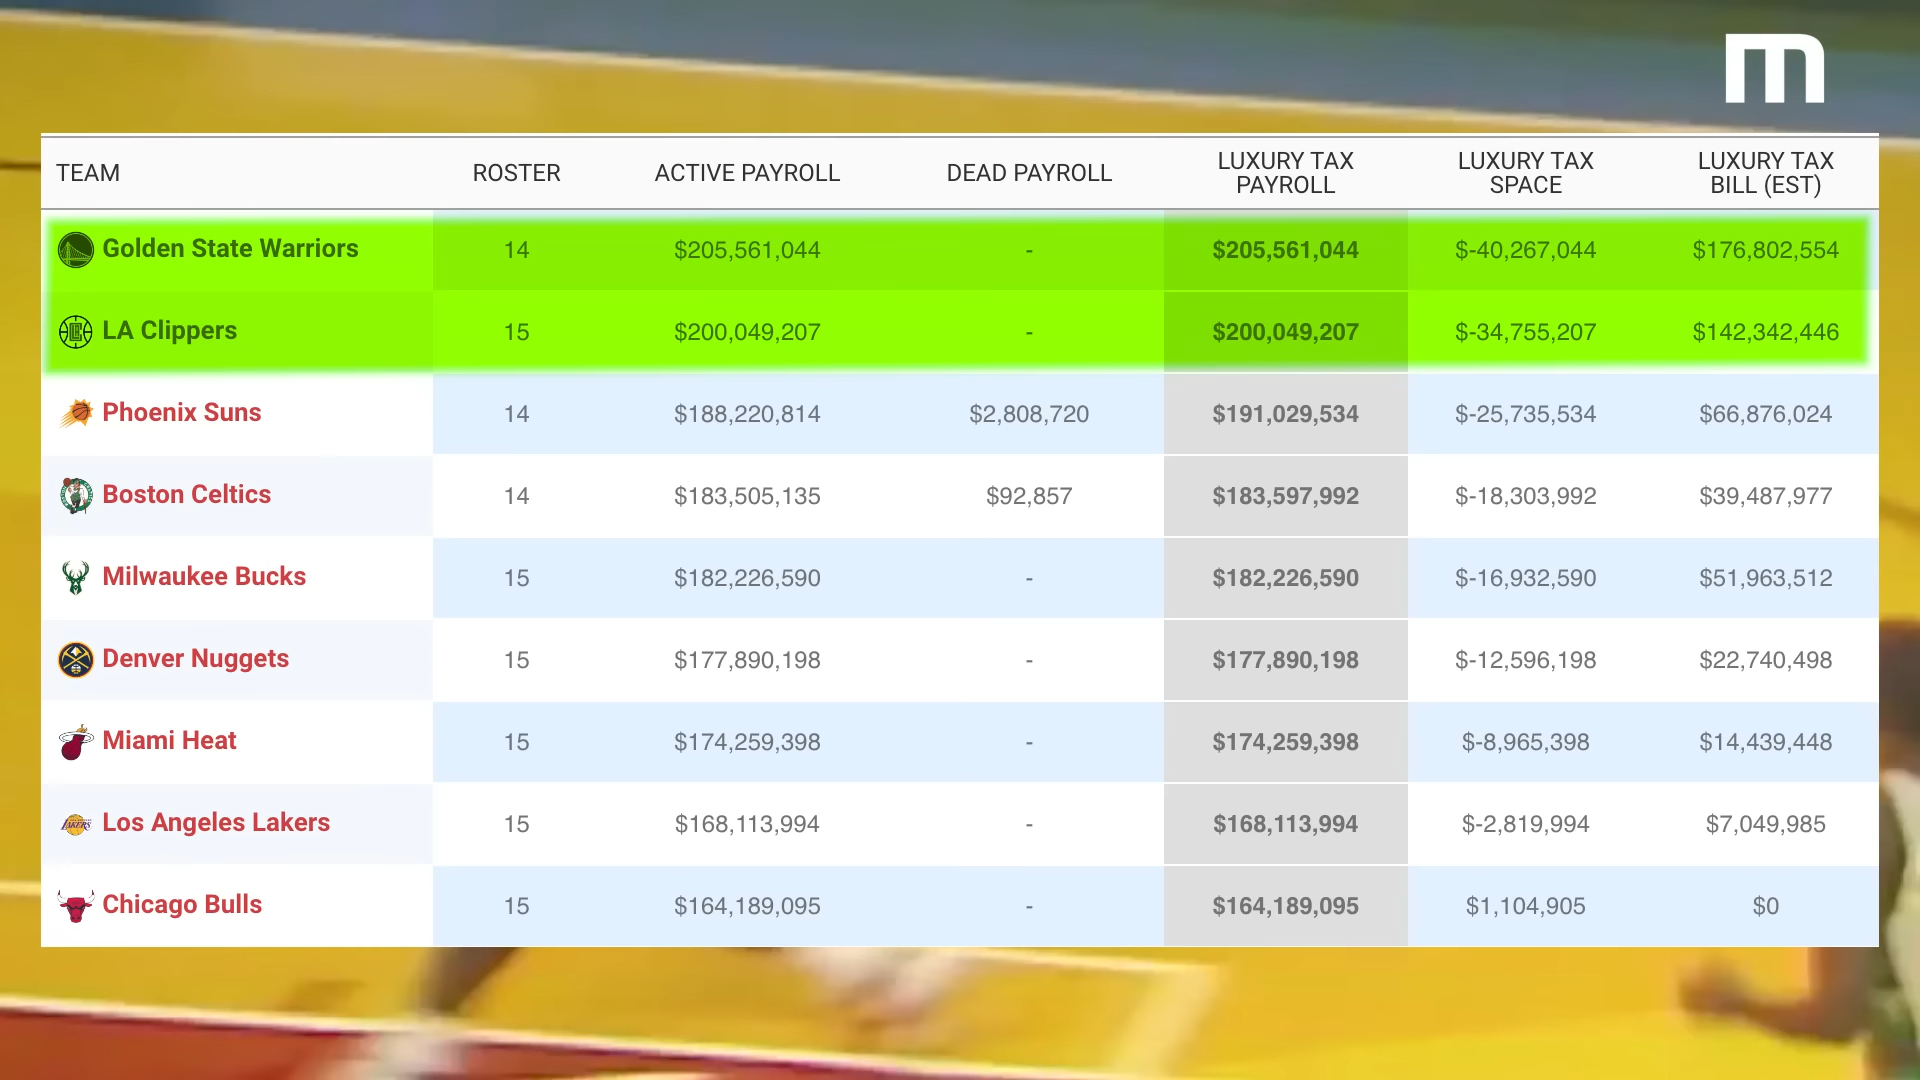 m
TEAM ROSTER ACTIVE PAYROLL DEAD PAYROLL LUXURY TAX PAYROLL LUXURY TAX SPACE LUXURY TAX BILL (EST)
Golden State Warriors 14 $205,561,044 - $205,561,044 $-40,267,044 $176,802,554
LA Clippers 15 $200,049,207 - $200,049,207 $-34,755,207 $142,342,446
Phoenix Suns 14 $188,220,814 $2,808,720 $191,029,534 $-25,735,534 $66,876,024
Boston Celtics 14 $183,505,135 $92,857 $183,597,992 $-18,303,992 $39,487,977
Milwaukee Bucks 15 $182,226,590 - $182,226,590 $-16,932,590 $51,963,512
Denver Nuggets 15 $177,890,198 - $177,890,198 $-12,596,198 $22,740,498
Miami Heat 15 $174,259,398 - $174,259,398 $-8,965,398 $14,439,448
LAKERS Los Angeles Lakers 15 $168,113,994 - $168,113,994 $-2,819,994 $7,049,985
Chicago Bulls 15 $164,189,095 - $164,189,095 $1,104,905 $0